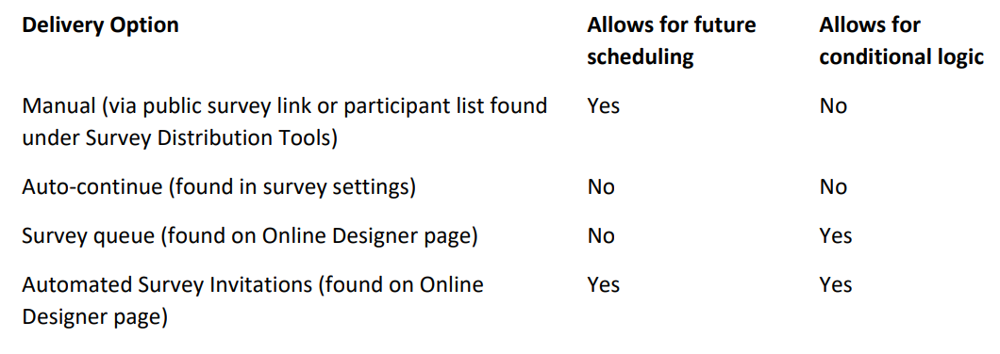 Delivery Option
Allows for future
scheduling
Allows for
conditional logic
Manual (via public survey link or participant list found
under Survey Distribution Tools)
Yes
No
Auto-continue (found in survey settings)
No
No
Survey queue (found on Online Designer page)
No
Yes
Automated Survey Invitations (found on Online
Designer page)
Yes
Yes